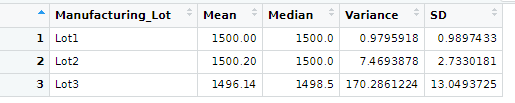 Manufacturing_Lot Mean Median Variance SD
1 Lot1 1500.00 1500.0 0.9795918 0.9897433
2 Lot2 1500.20 1500.0 7.4693878 2.7330181
3 Lot3 1496.14 1498.5 170.2861224 13.0493725